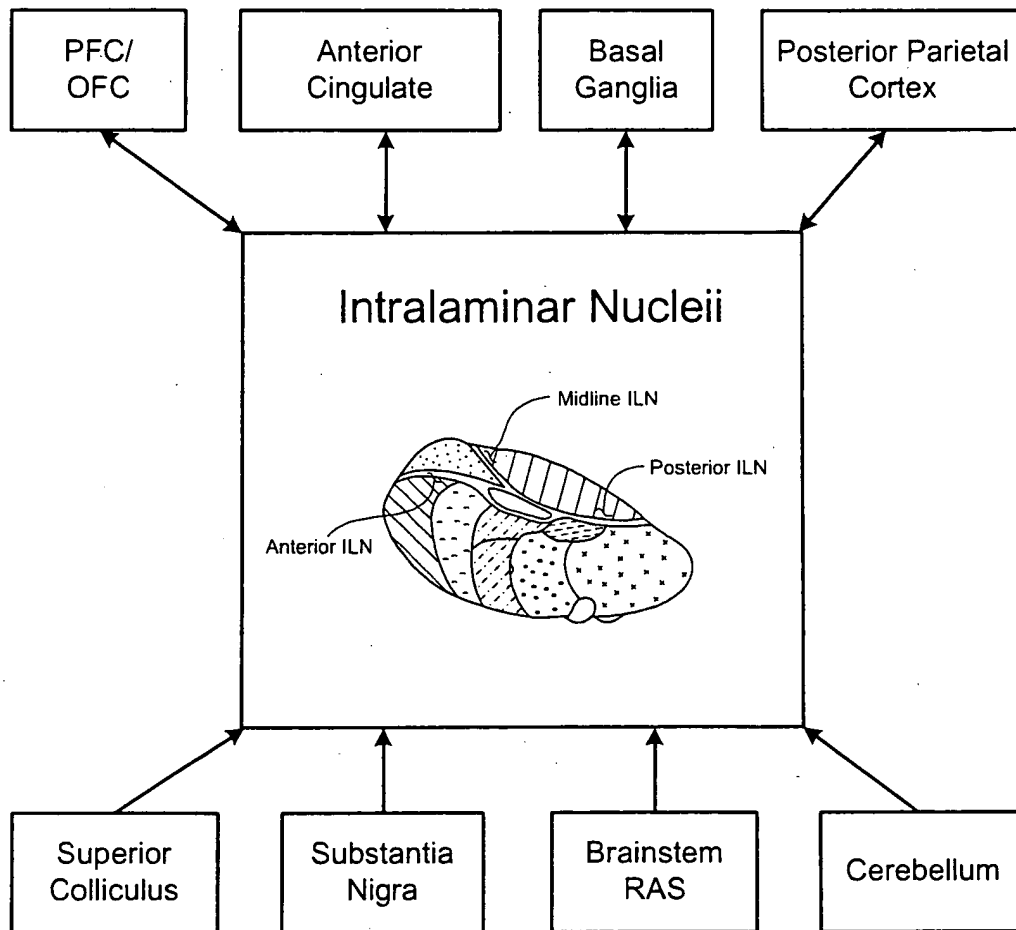 PFC/
OFC
Anterior
Cingulate
Basal
Ganglia
Posterior Parietal
Cortex
Intralaminar Nucleii
Midline ILN
Posterior ILN
Anterior ILN
Superior
Colliculus
Substantia
Nigra
Brainstem
RAS
Cerebellum